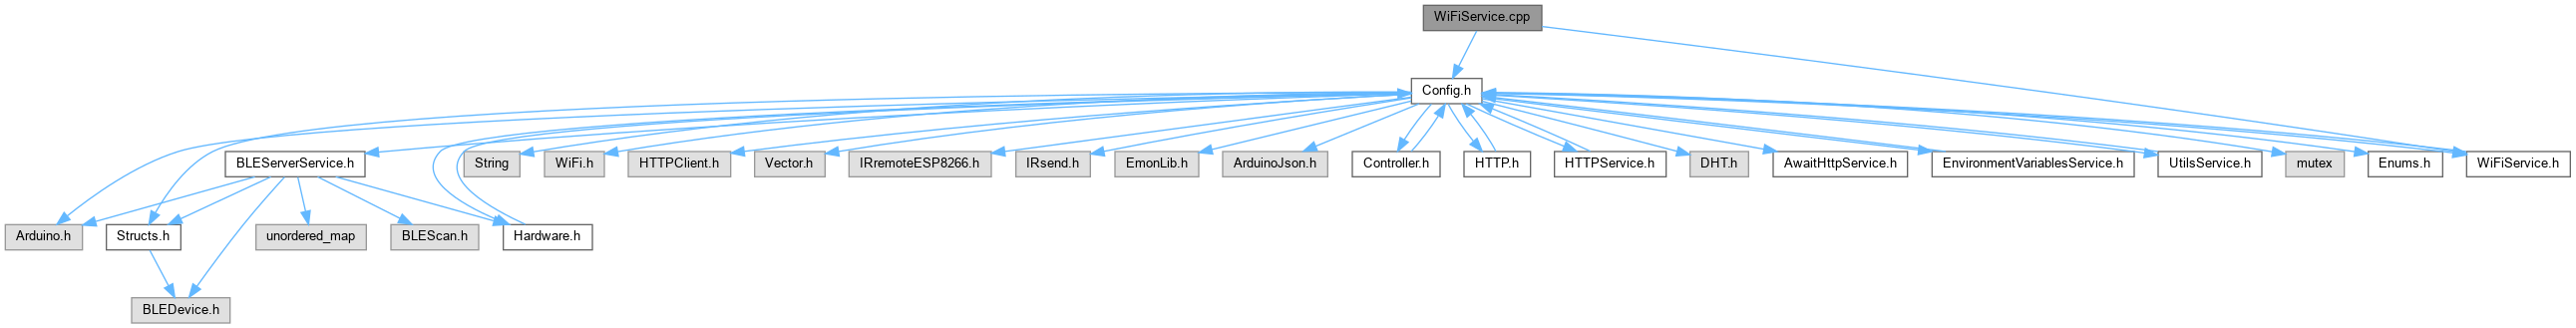 WiFiService.cpp
Config.h
BLEServerService.h
String
WiFi.h
HTTPClient.h
Vector.h
IRremoteESP8266.h
IRsend.h
EmonLib.h
ArduinoJson.h
Controller.h
HTTP.h
HTTPService.h
DHT.h
AwaitHttpService.h
EnvironmentVariablesService.h
UtilsService.h
mutex
Enums.h
WiFiService.h
Arduino.h
Structs.h
unordered_map
BLEScan.h
Hardware.h
BLEDevice.h